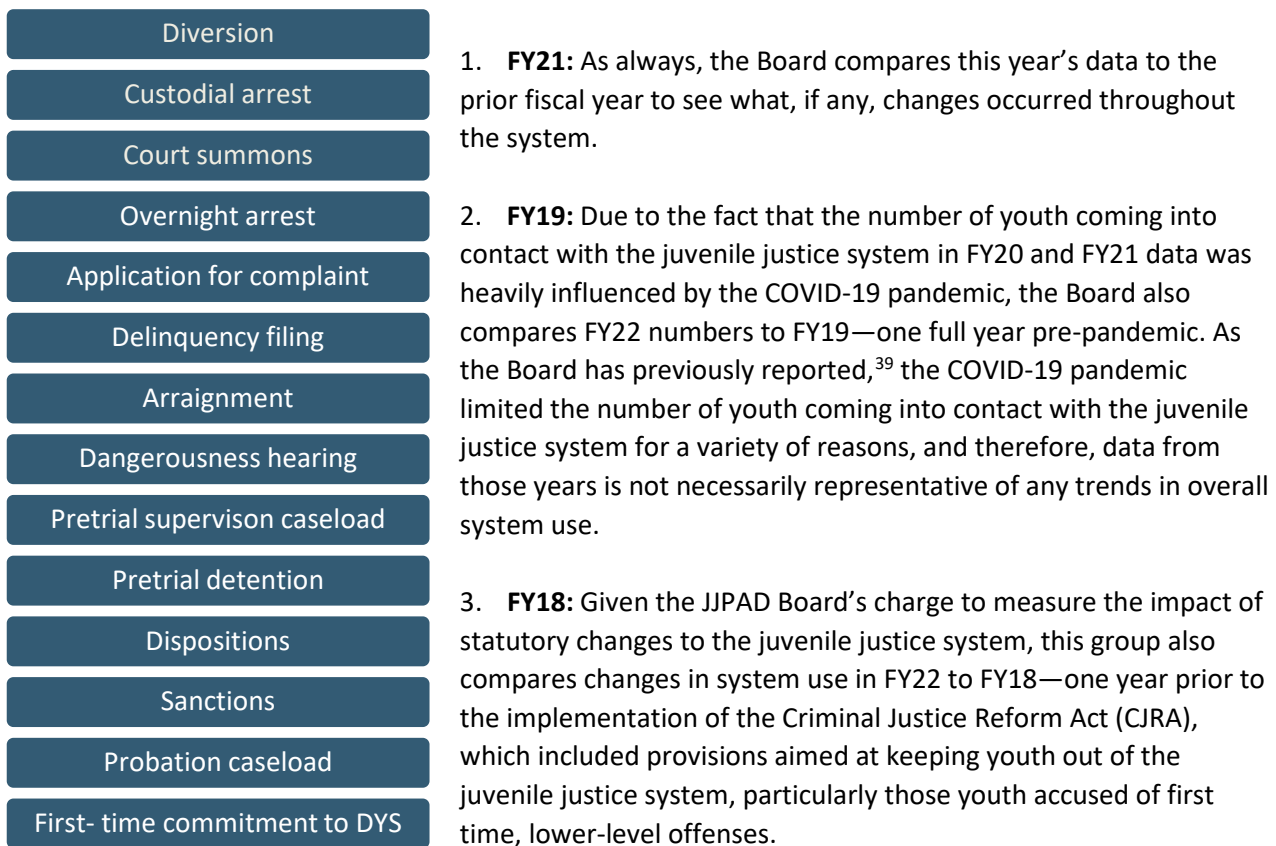 Diversion
Custodial arrest
Court summons
Overnight arrest
Application for complaint
Delinquency filing
Arraignment
Dangerousness hearing
Pretrial supervison caseload
Pretrial detention
Dispositions
Sanctions
Probation caseload
First- time commitment to DYS
1. FY21: As always, the Board compares this year’s data to the
prior fiscal year to see what, if any, changes occurred throughout
the system.
2. FY19: Due to the fact that the number of youth coming into
contact with the juvenile justice system in FY20 and FY21 data was
heavily influenced by the COVID-19 pandemic, the Board also
compares FY22 numbers to FY19—one full year pre-pandemic. As
the Board has previously reported,39 the COVID-19 pandemic
limited the number of youth coming into contact with the juvenile
justice system for a variety of reasons, and therefore, data from
those years is not necessarily representative of any trends in overall
system use.
3. FY18: Given the JJPAD Board’s charge to measure the impact of
statutory changes to the juvenile justice system, this group also
compares changes in system use in FY22 to FY18—one year prior to
the implementation of the Criminal Justice Reform Act (CJRA),
which included provisions aimed at keeping youth out of the
juvenile justice system, particularly those youth accused of first
time, lower-level offenses.